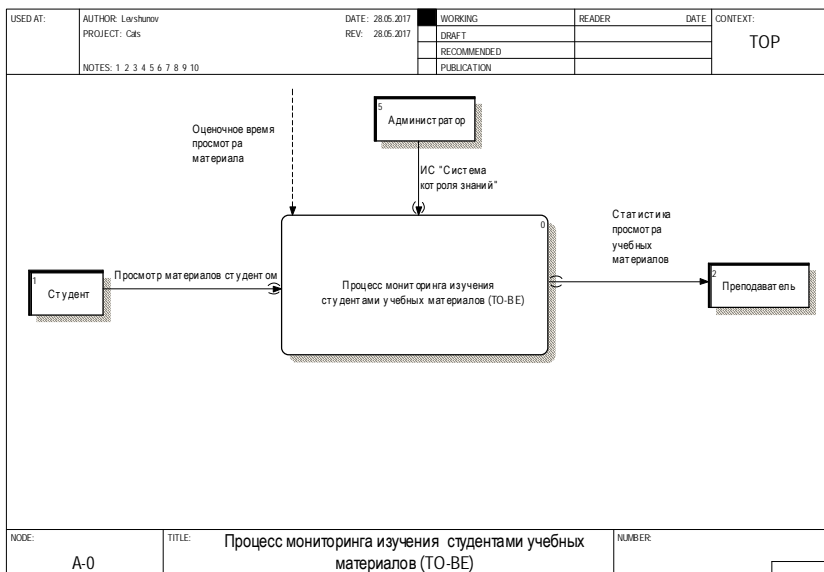 USED AT:
AUTHOR: Levshunov
DATE: 28.05.2017
WORKING
READER
DATE
CONTEXT:
PROJECT: Cats
REV: 28.05.2017
DRAFT
TOP
RECOMMENDED
NOTES: 1 2 3 4 5 6 7 8 9 10
PUBLICATION
5
Администратор
Оценочное время
просмотра
материала
ИС "Система
котроля знаний"
Статистика
просмотра
учебных
материалов
0
1
Студент
Просмотр материалов студентом
Процесс мониторинга изучения
студентами учебных материалов (TO-BE)
2
Преподаватель
NODE:
TITLE:
Процесс мониторинга изучения студентами учебных
материалов (TO-BE)
NUMBER:
A-0